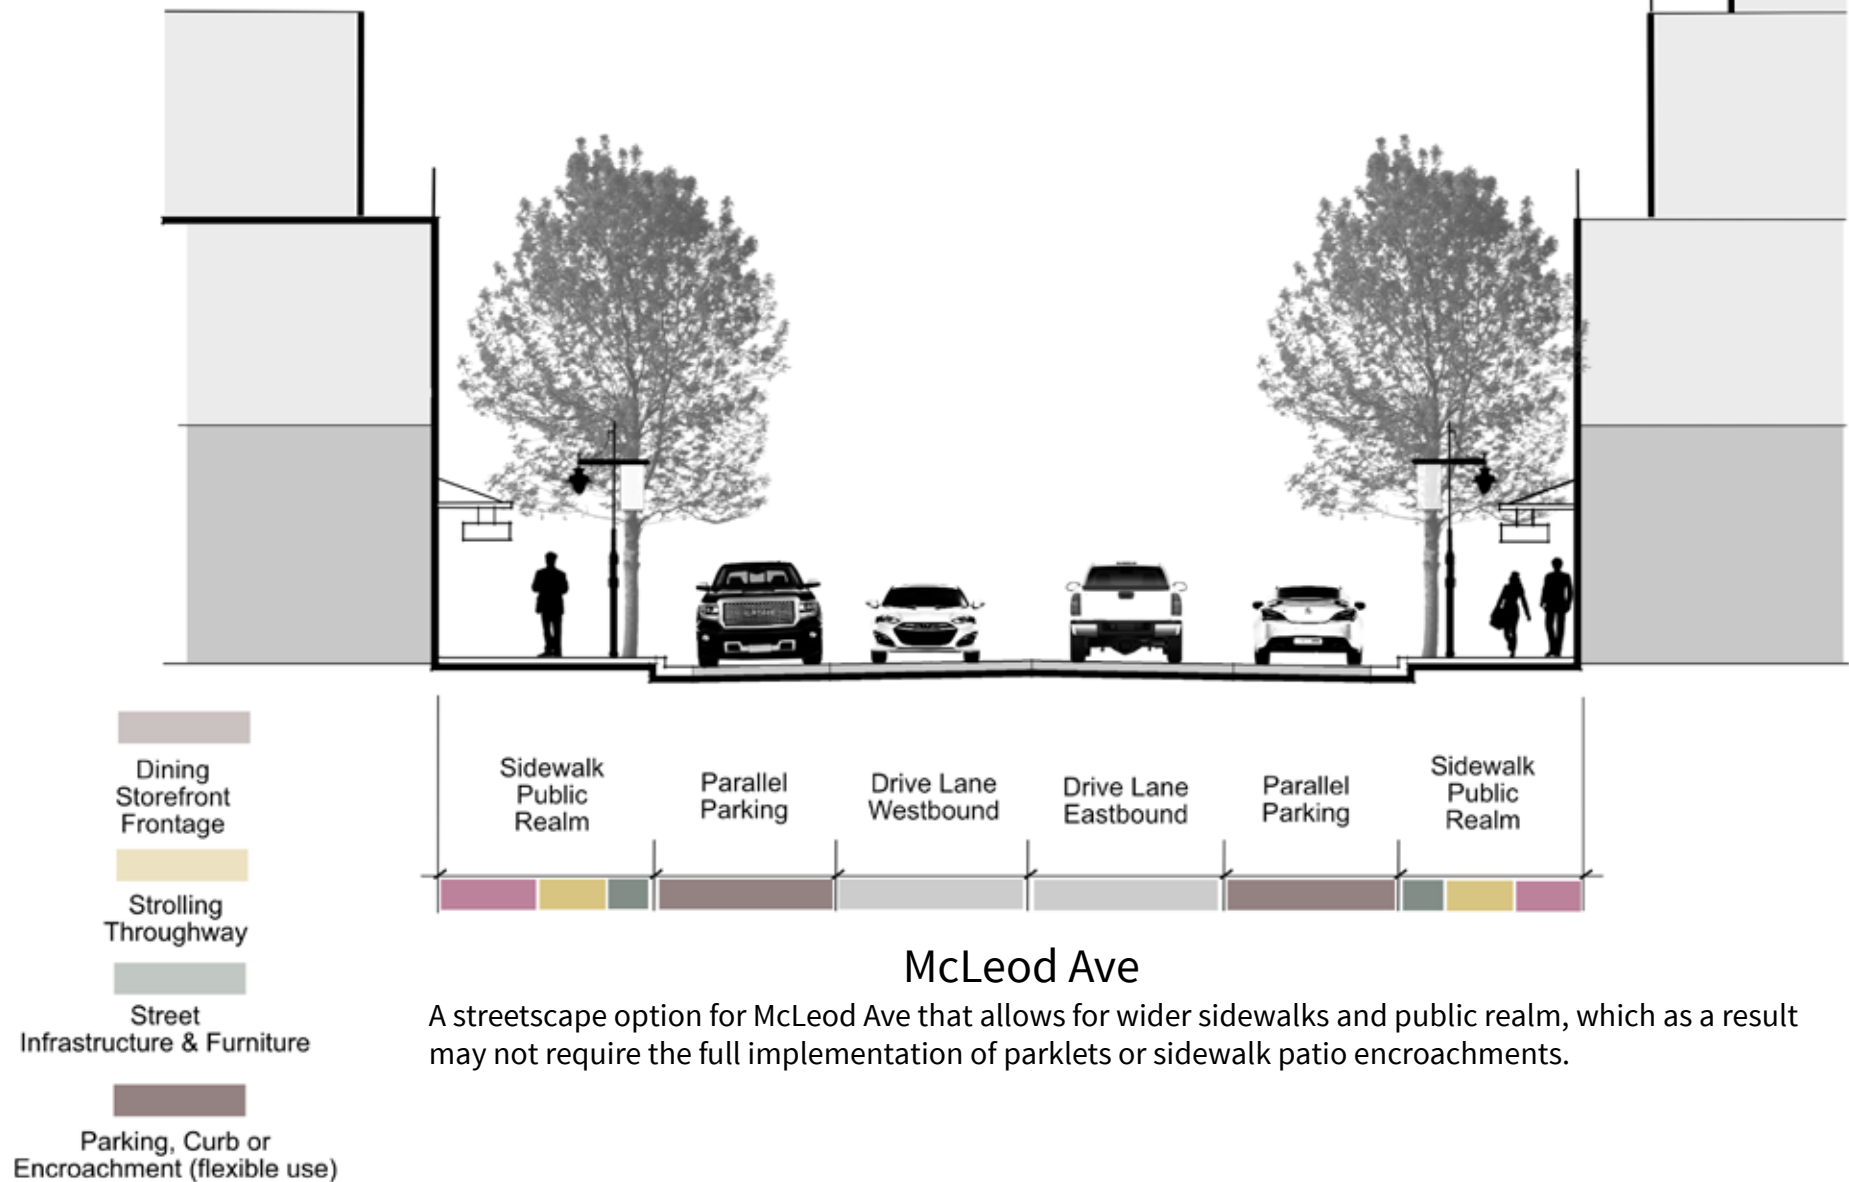 Sidewalk
Public
Realm
Parallel
Parking
Drive Lane
Westbound
Drive Lane
Eastbound
Parallel
Parking
Sidewalk
Public
Realm
Dining
Storefront
Frontage
Strolling
Throughway
Street
Infrastructure & Furniture
Parking, Curb or
Encroachment (flexible use)
McLeod Ave
A streetscape option for McLeod Ave that allows for wider sidewalks and public realm, which as a result
may not require the full implementation of parklets or sidewalk patio encroachments.